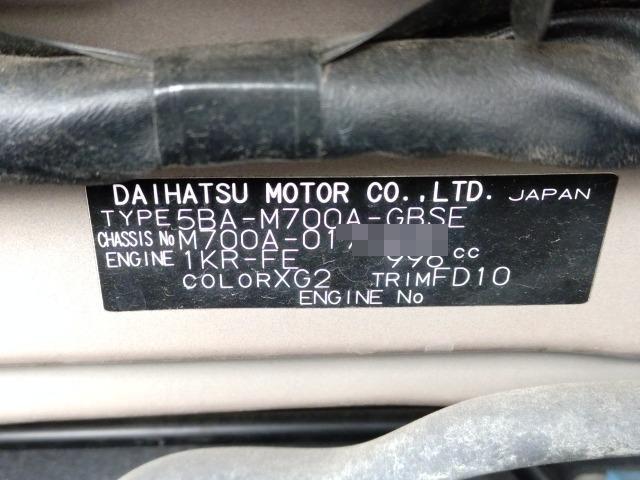 DAIHATSU MOTOR CO.,LTD. JAPAN
TYPE 5BA-M700A-GBSE
CHASSIS No M700A-01
ENGINE 1KR-FE 996 cc
COLOR XG2 TRIM FD10
ENGINE No